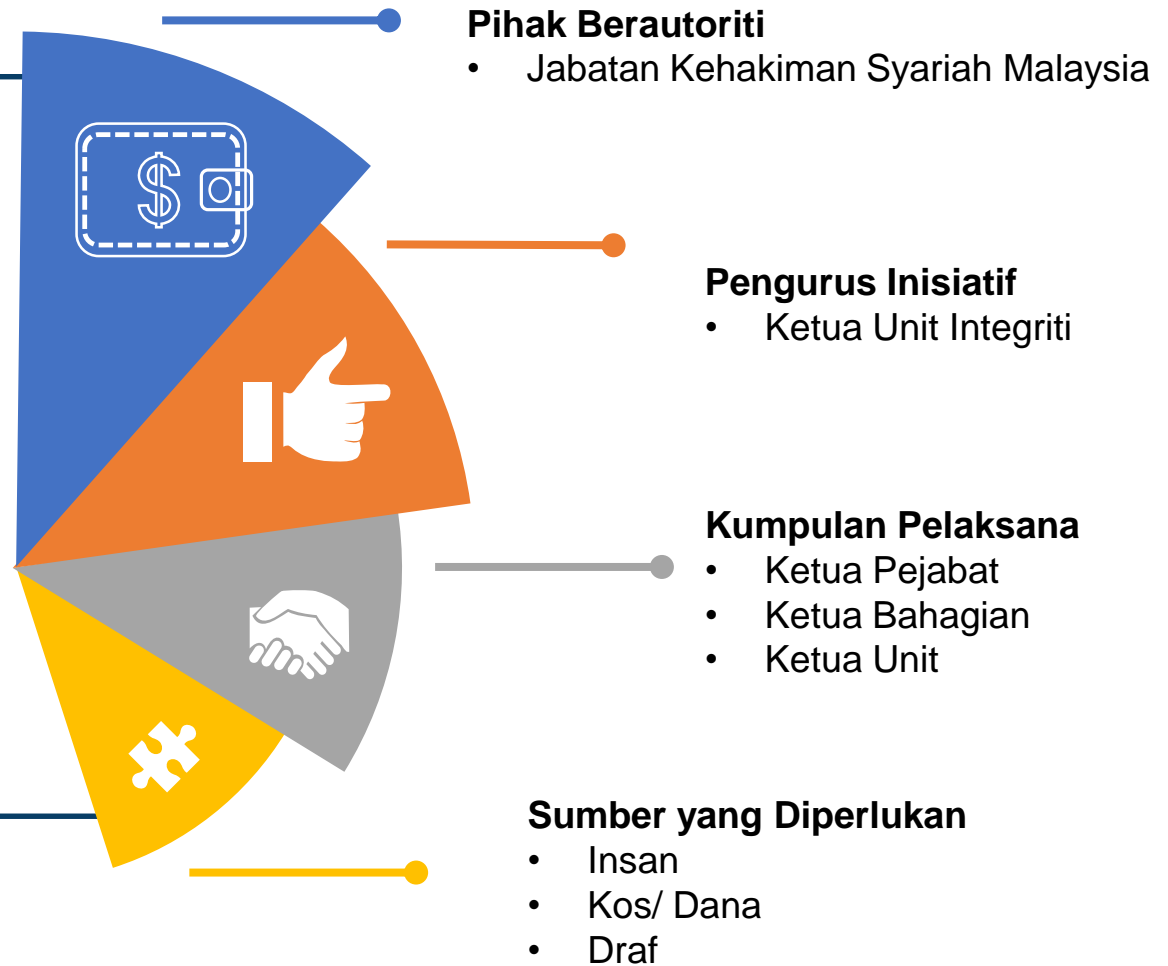 Pihak Berautoriti
• Jabatan Kehakiman Syariah Malaysia
$
Pengurus Inisiatif
• Ketua Unit Integriti
Kumpulan Pelaksana
• Ketua Pejabat
• Ketua Bahagian
• Ketua Unit
Sumber yang Diperlukan
• Insan
• Kos/ Dana
• Draf